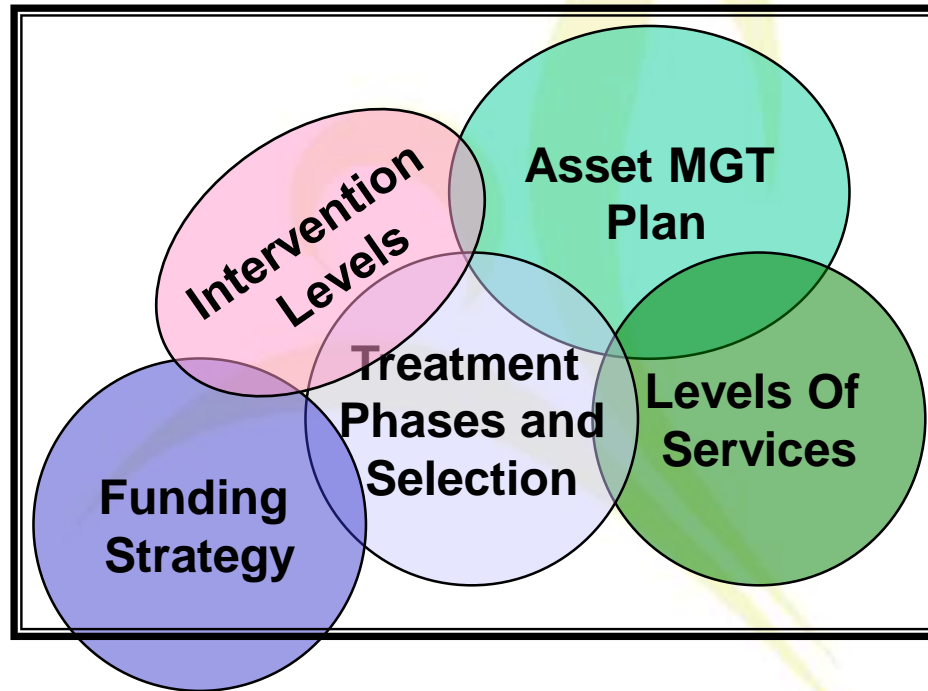 Intervention
Levels
Asset MGT
Plan
Treatment
Phases and
Selection
Levels Of
Services
Funding
Strategy